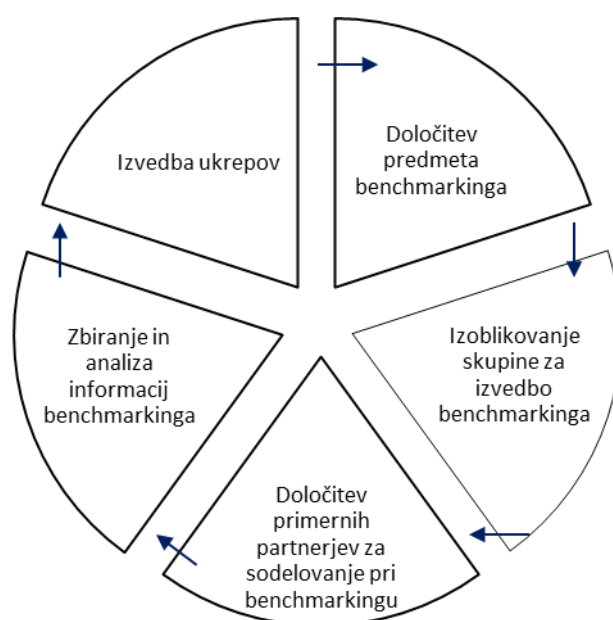 Določitev
predmeta
benchmarkinga
Izoblikovanje
skupine za
izvedbo
benchmarkinga
Določitev
primernih
partnerjev za
sodelovanje pri
benchmarkingu
Zbiranje in
analiza
informacij
benchmarkinga
Izvedba ukrepov